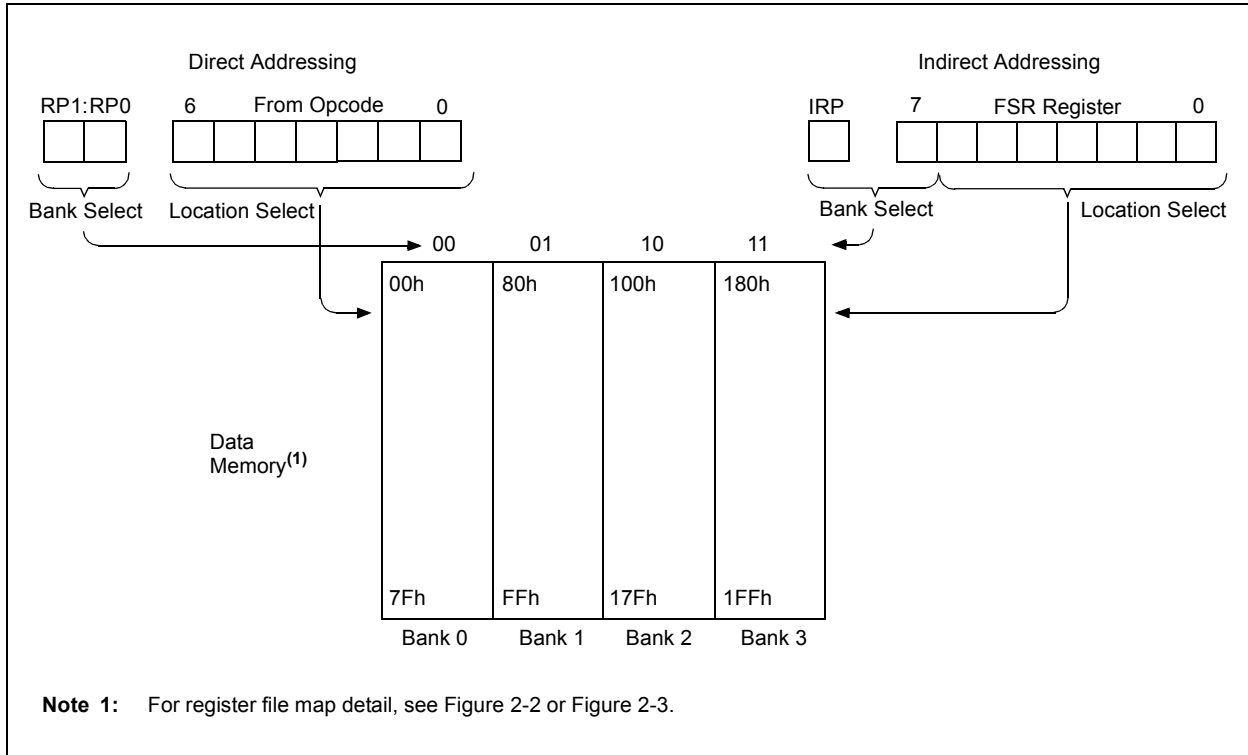 Direct Addressing
Indirect Addressing
RP1:RP0 6 From Opcode 0
IRP 7 FSR Register 0
Bank Select Location Select
Bank Select Location Select
00 01 10 11
00h 80h 100h 180h
Data
Memory(1)
7Fh FFh 17Fh 1FFh
Bank 0 Bank 1 Bank 2 Bank 3
Note 1: For register file map detail, see Figure 2-2 or Figure 2-3.